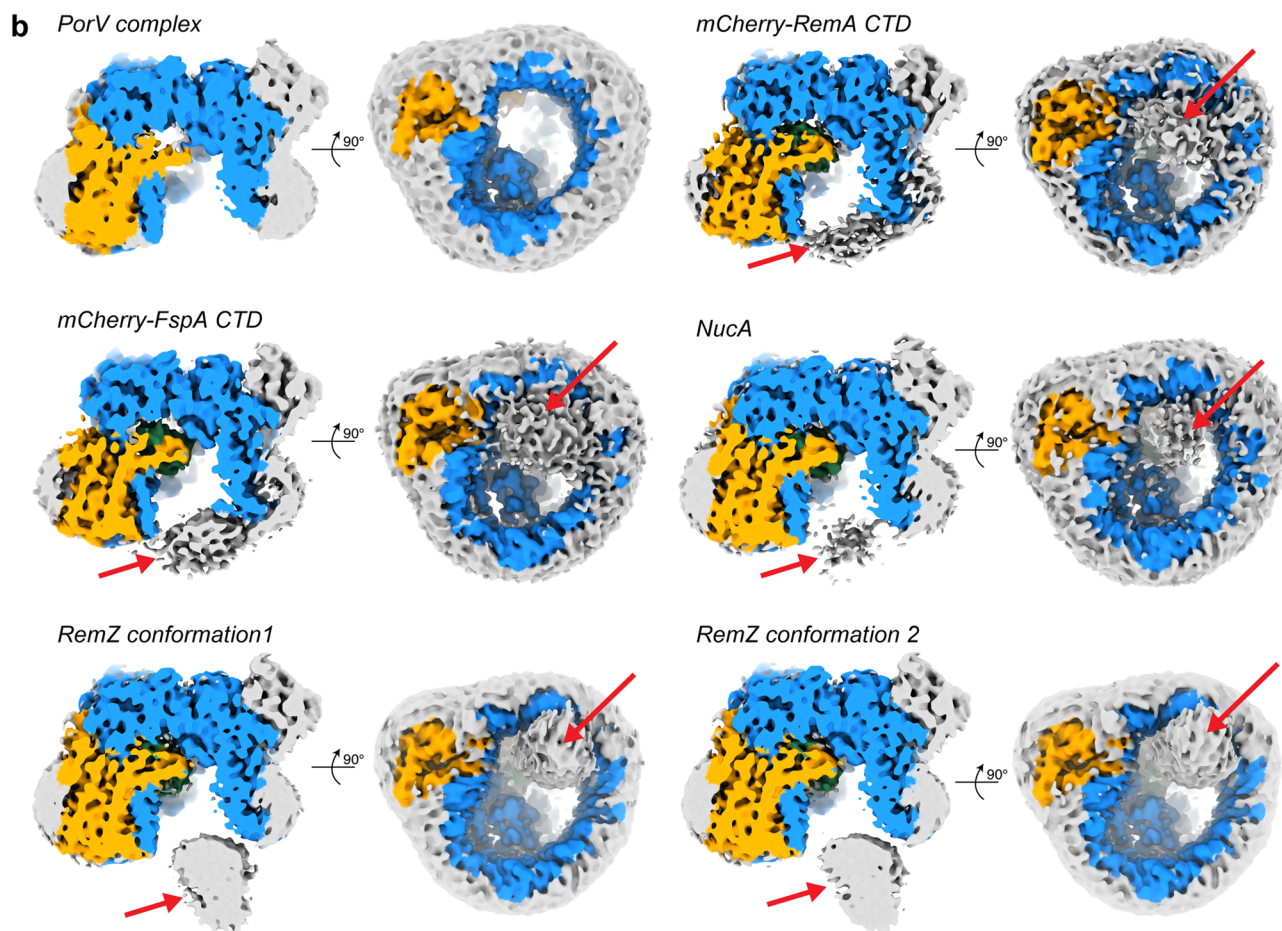 b
PorV complex
90°
mCherry-RemA CTD
90°
mCherry-FspA CTD
90°
NucA
90°
RemZ conformation1
90°
RemZ conformation 2
90°